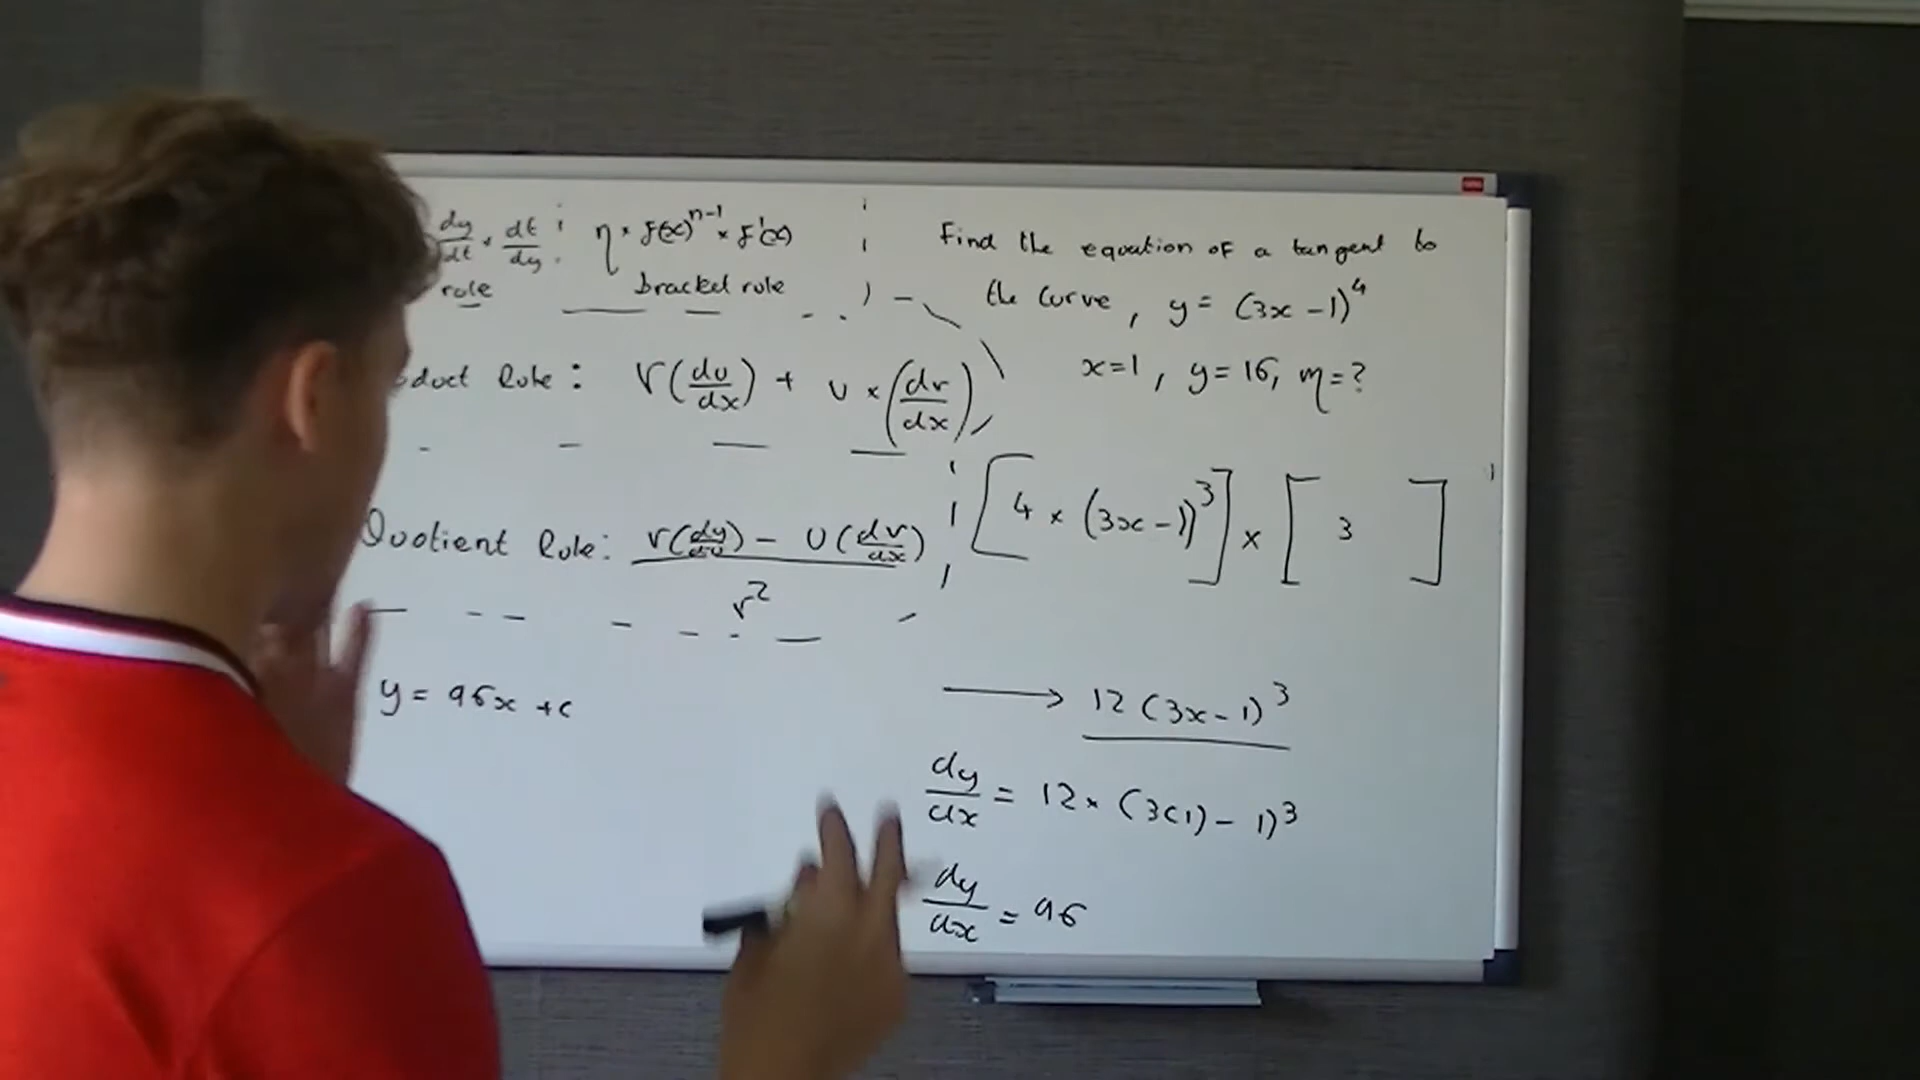 dy/dt × dt/dy
rule
n × f(x)^n-1 × f'(x)
bracket rule
oduct Rule: V(du/dx) + U × (dv/dx)
Quotient Rule: V(dy/du) - U(dv/dx)
v²
y = 96x + c
Find the equation of a tangent to
the curve, y = (3x - 1)⁴
x=1, y = 16, m = ?
[4 × (3x - 1)³] × [3]
→ 12(3x - 1)³
dy/dx = 12 × (3(1) - 1)³
dy/dx = 96